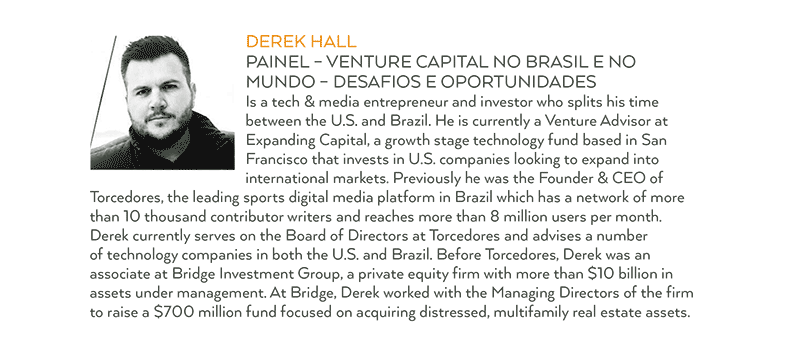 DEREK HALL
PAINEL – VENTURE CAPITAL NO BRASIL E NO
MUNDO – DESAFIOS E OPORTUNIDADES
Is a tech & media entrepreneur and investor who splits his time
between the U.S. and Brazil. He is currently a Venture Advisor at
Expanding Capital, a growth stage technology fund based in San
Francisco that invests in U.S. companies looking to expand into
international markets. Previously he was the Founder & CEO of
Torcedores, the leading sports digital media platform in Brazil which has a network of more
than 10 thousand contributor writers and reaches more than 8 million users per month.
Derek currently serves on the Board of Directors at Torcedores and advises a number
of technology companies in both the U.S. and Brazil. Before Torcedores, Derek was an
associate at Bridge Investment Group, a private equity firm with more than $10 billion in
assets under management. At Bridge, Derek worked with the Managing Directors of the firm
to raise a $700 million fund focused on acquiring distressed, multifamily real estate assets.